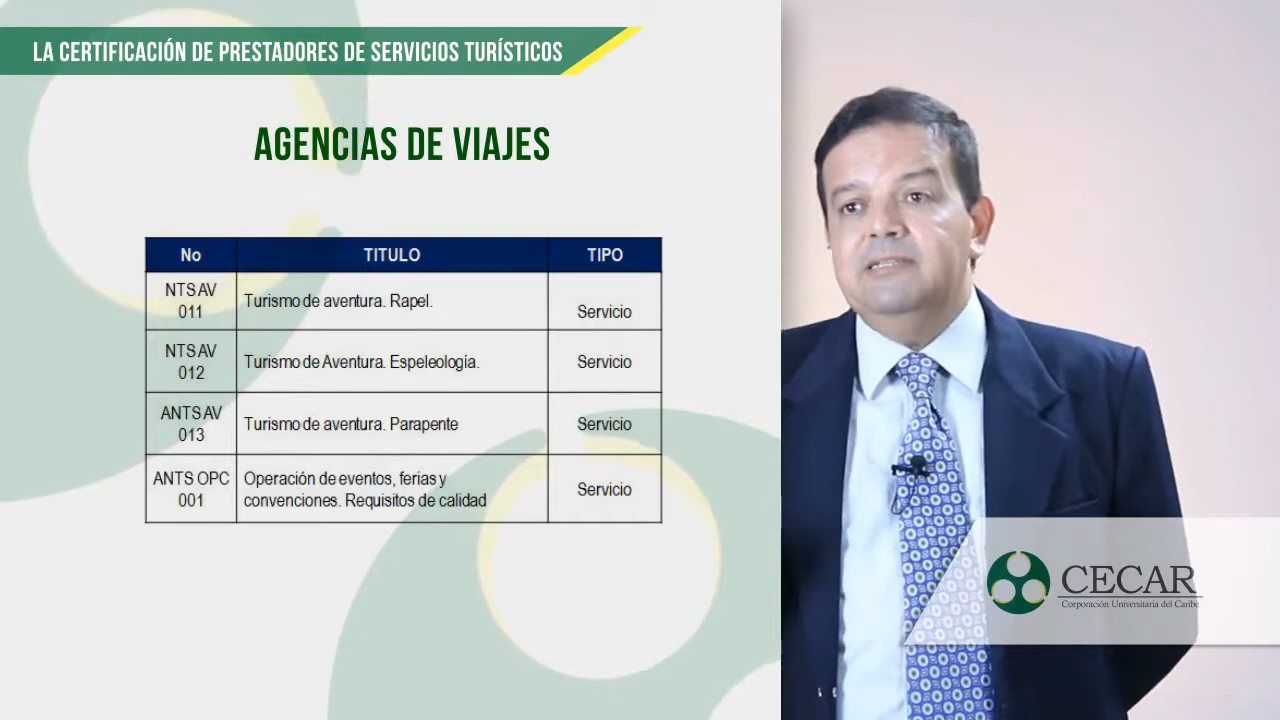 LA CERTIFICACIÓN DE PRESTADORES DE SERVICIOS TURÍSTICOS
AGENCIAS DE VIAJES
No TITULO TIPO
NTS AV
011
Turismo de aventura. Rapel.
Servicio
NTS AV
012
Turismo de Aventura. Espeleología.
Servicio
ANTS AV
013
Turismo de aventura. Parapente
Servicio
ANTS OPC
001
Operación de eventos, ferias y
convenciones. Requisitos de calidad
Servicio
CECAR
Corporación Universitaria del Caribe